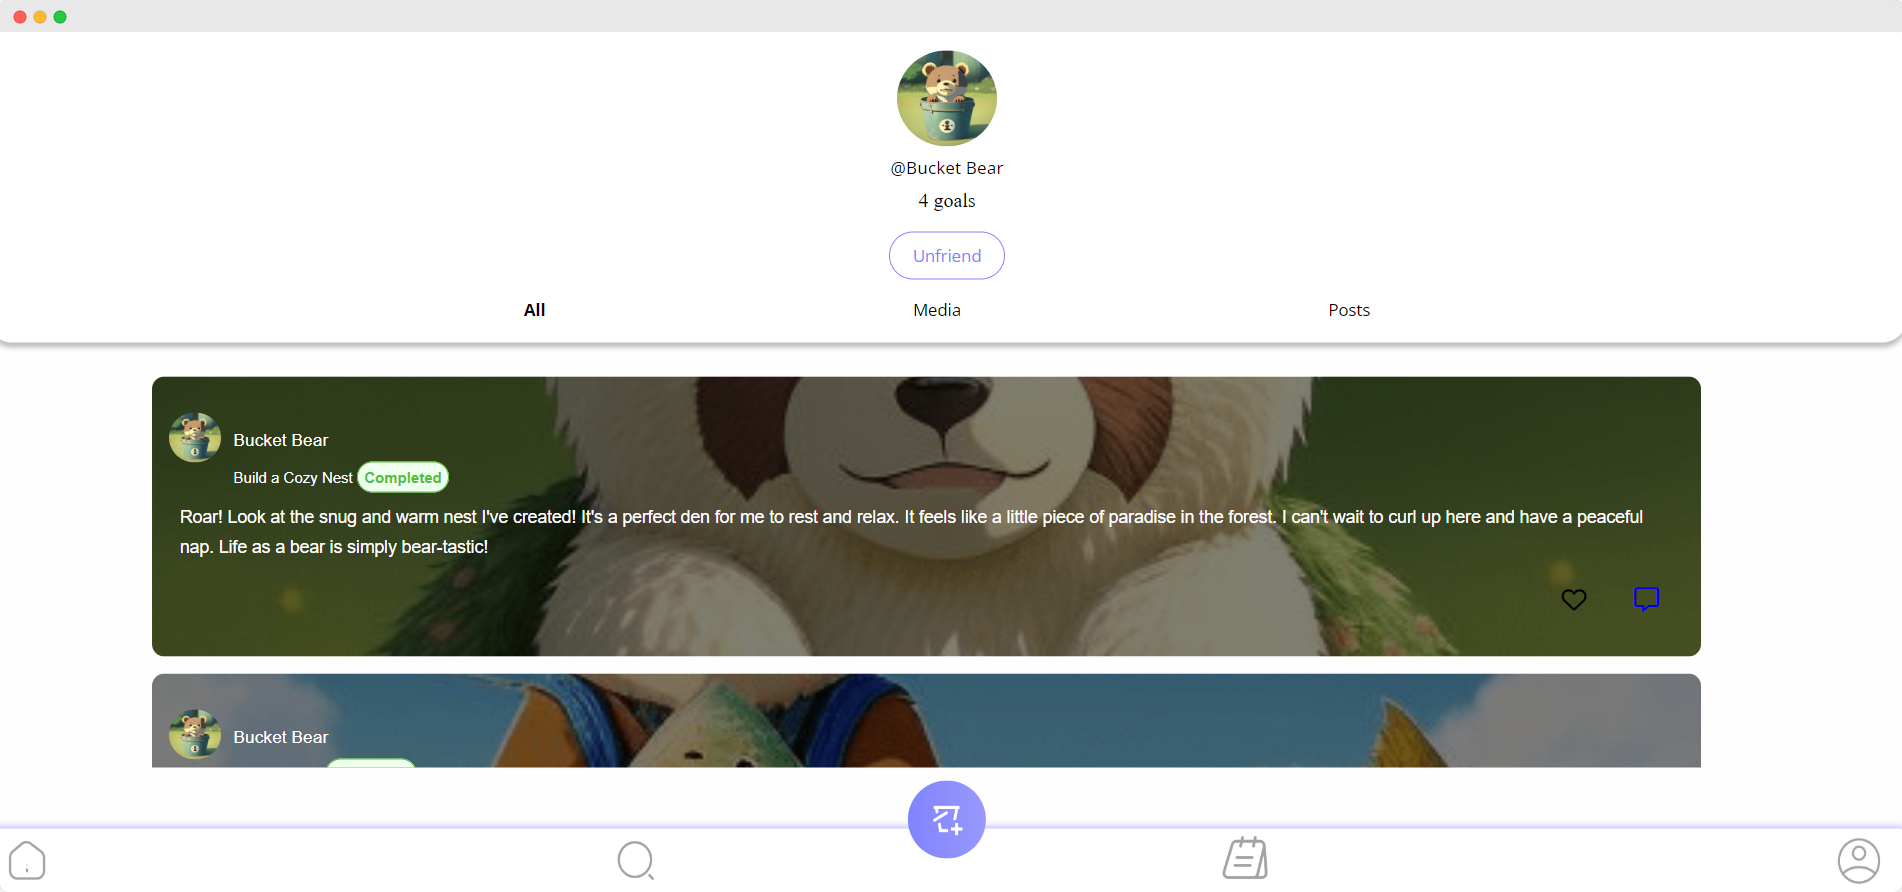 @Bucket Bear
4 goals
Unfriend
All
Media
Posts
Bucket Bear
Build a Cozy Nest Completed
Roar! Look at the snug and warm nest I've created! It's a perfect den for me to rest and relax. It feels like a little piece of paradise in the forest. I can't wait to curl up here and have a peaceful
nap. Life as a bear is simply bear-tastic!
Bucket Bear